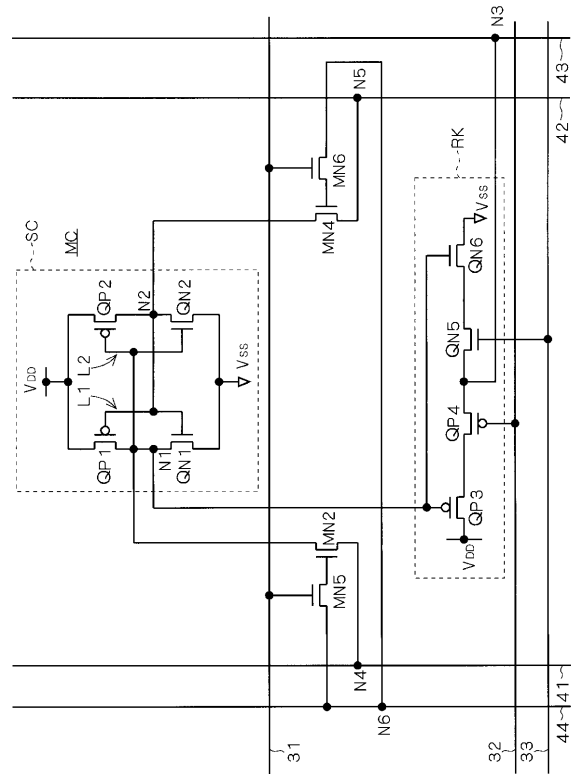 SC
MC
VDD
QP1
QP2
L1
L2
N1
N2
QN1
QN2
VSS
31
MN5
MN2
MN4
MN6
N4
N5
N6
N3
RK
VDD
QP3
QP4
QN5
QN6
VSS
32
33
44
41
42
43